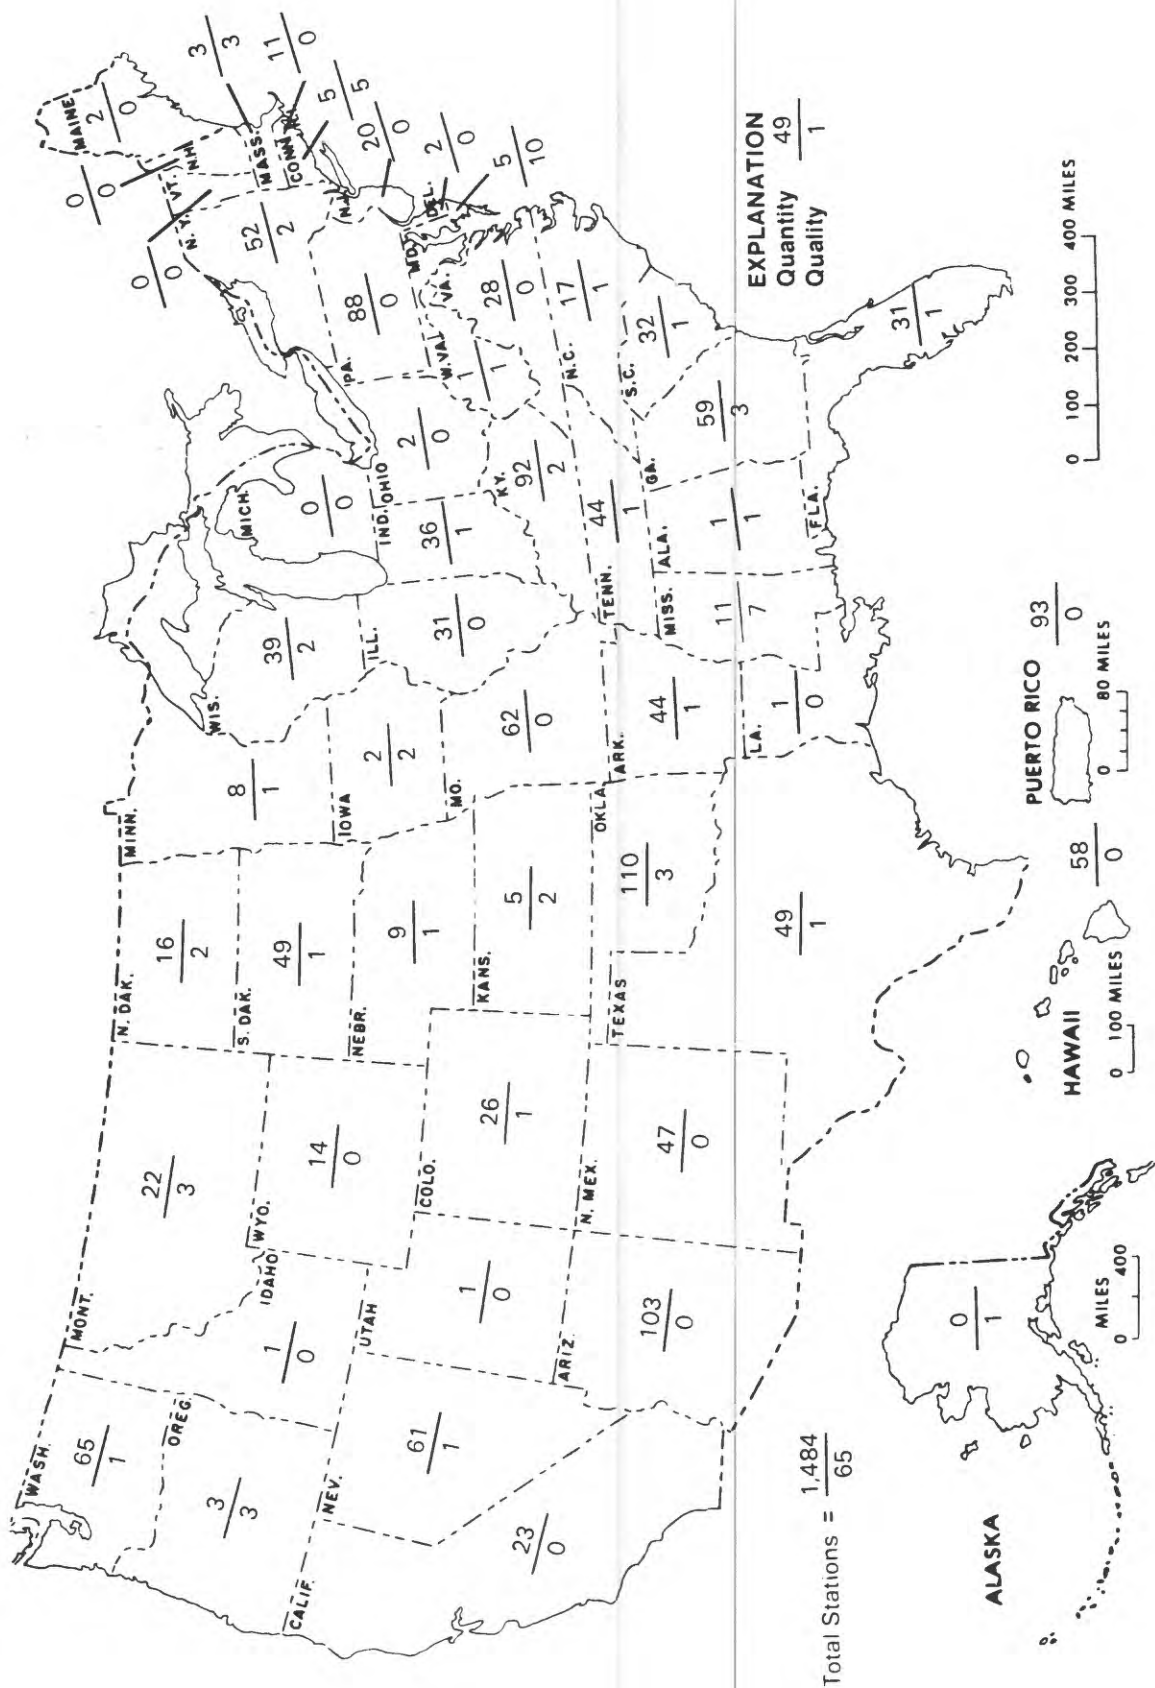 WASH.
65
1
MONT.
22
3
N. DAK.
16
2
MINN.
8
1
WIS.
39
2
MICH.
0
0
N. Y.
52
2
VT.
0
0
N.H.
0
0
MAINE
2
0
MASS.
3
3
R.I.
11
0
CONN.
5
5
N.J.
20
0
DEL.
2
0
MD.
5
10
OREG.
3
3
IDAHO
1
0
WYO.
14
0
S. DAK.
49
1
IOWA
2
2
ILL.
31
0
IND.
36
1
OHIO
2
0
PA.
88
0
W.VA.
1
1
VA.
28
0
CALIF.
23
0
NEV.
61
1
UTAH
1
0
COLO.
26
1
NEBR.
9
1
KANS.
5
2
MO.
62
0
KY.
92
2
N.C.
17
1
TENN.
44
1
S.C.
32
1
ARIZ.
103
0
N. MEX.
47
0
TEXAS
49
1
OKLA.
110
3
ARK.
44
1
LA.
1
0
MISS.
11
7
ALA.
1
1
GA.
59
3
FLA.
31
1
EXPLANATION
Quantity 49
Quality 1
Total Stations = 1,484
65
ALASKA
0
1
MILES
0 400
HAWAII
58
0
0 100 MILES
PUERTO RICO
93
0
0 80 MILES
0 100 200 300 400 MILES